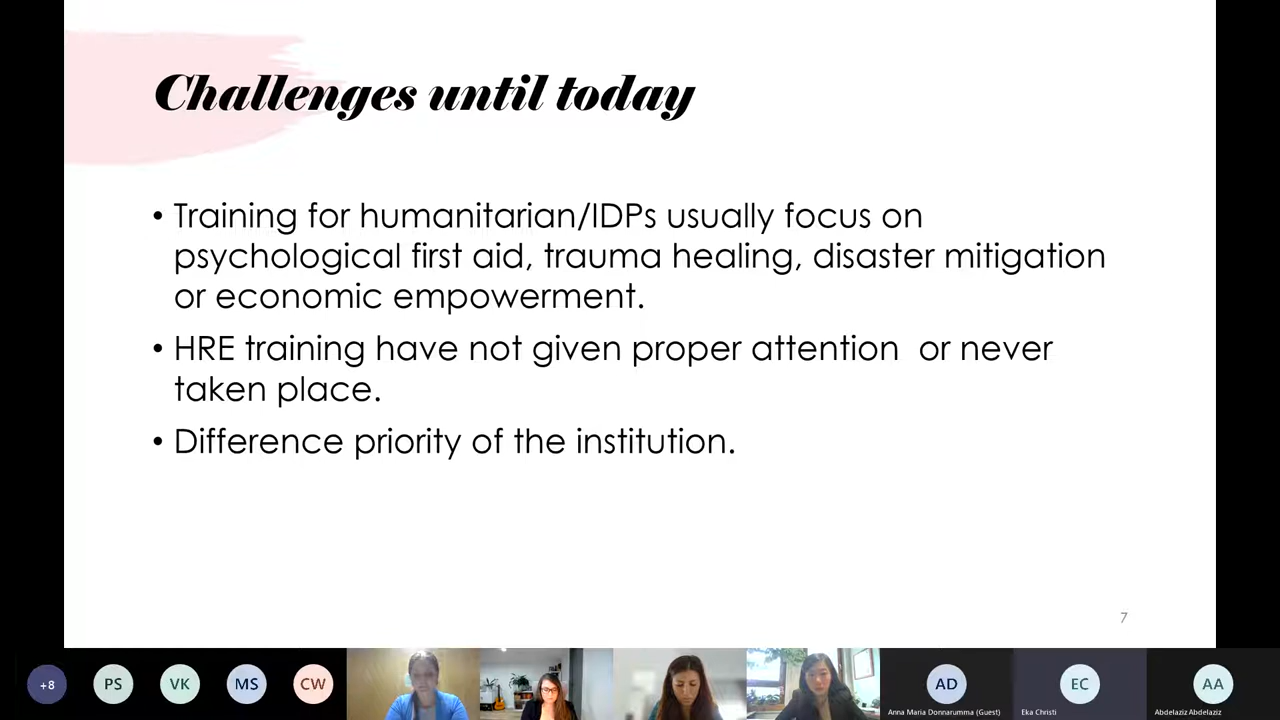 Challenges until today
• Training for humanitarian/IDPs usually focus on
psychological first aid, trauma healing, disaster mitigation
or economic empowerment.
• HRE training have not given proper attention  or never
taken place.
• Difference priority of the institution.
7
+8
PS
VK
MS
CW
AD
Anna Maria Donnarumma (Guest)
EC
Eka Christi
AA
Abdelaziz Abdelaziz